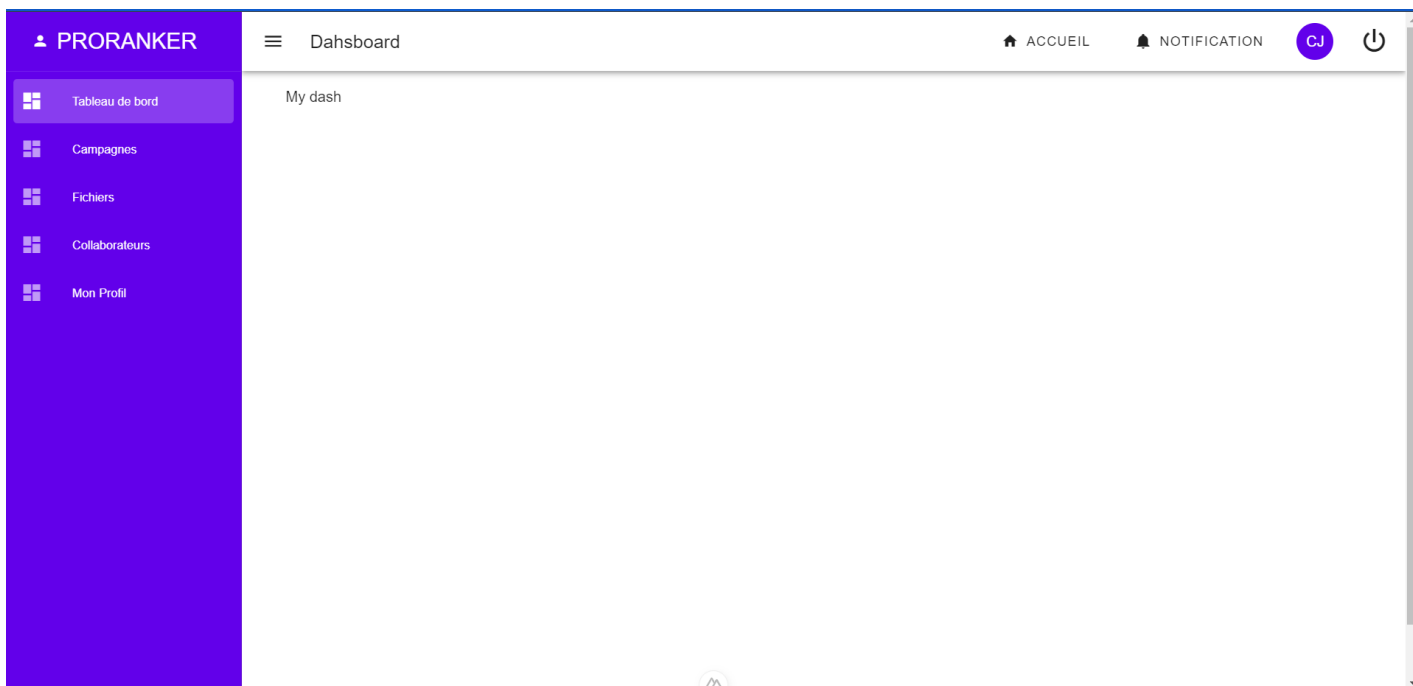 PRORANKER
Dahsboard
ACCUEIL
NOTIFICATION
CJ
Tableau de bord
Campagnes
Fichiers
Collaborateurs
Mon Profil
My dash